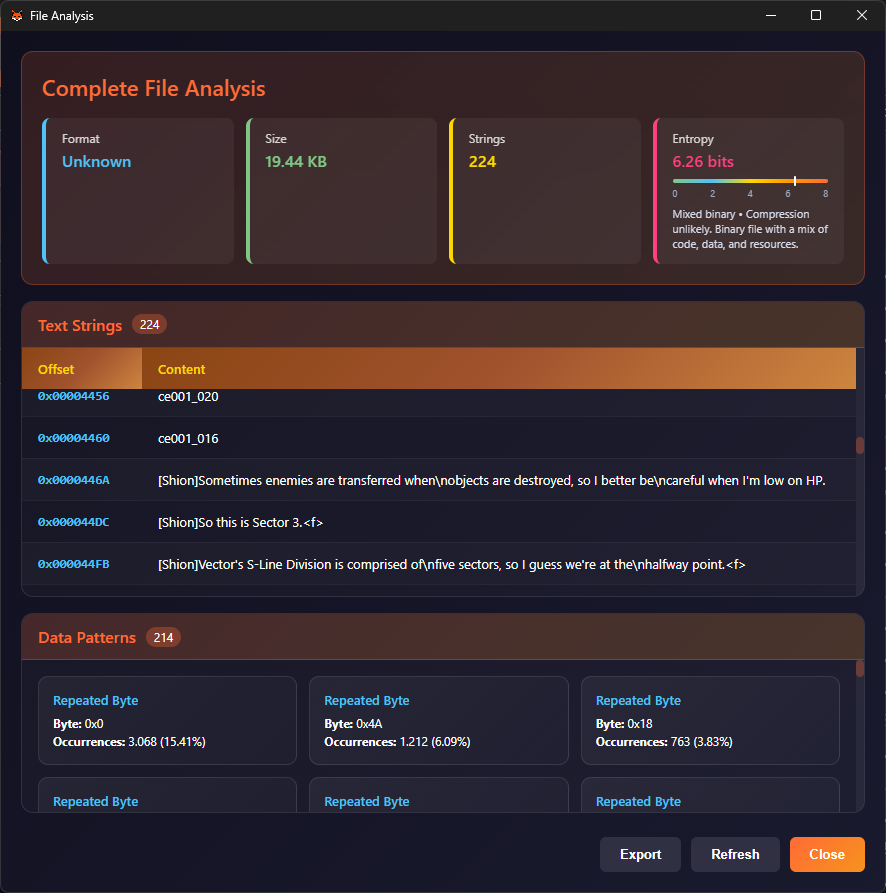 File Analysis
Complete File Analysis
Format
Unknown
Size
19.44 KB
Strings
224
Entropy
6.26 bits
0 2 4 6 8
Mixed binary • Compression
unlikely. Binary file with a mix of
code, data, and resources.
Text Strings 224
Offset Content
0x00004456 ce001_020
0x00004460 ce001_016
0x0000446A [Shion]Sometimes enemies are transferred when\nobjects are destroyed, so I better be\ncareful when I'm low on HP.
0x000044DC [Shion]So this is Sector 3.<f>
0x000044FB [Shion]Vector's S-Line Division is comprised of\nfive sectors, so I guess we're at the\nhalfway point.<f>
Data Patterns 214
Repeated Byte
Byte: 0x0
Occurrences: 3.068 (15.41%)
Repeated Byte
Byte: 0x4A
Occurrences: 1.212 (6.09%)
Repeated Byte
Byte: 0x18
Occurrences: 763 (3.83%)
Repeated Byte
Repeated Byte
Repeated Byte
Export Refresh Close